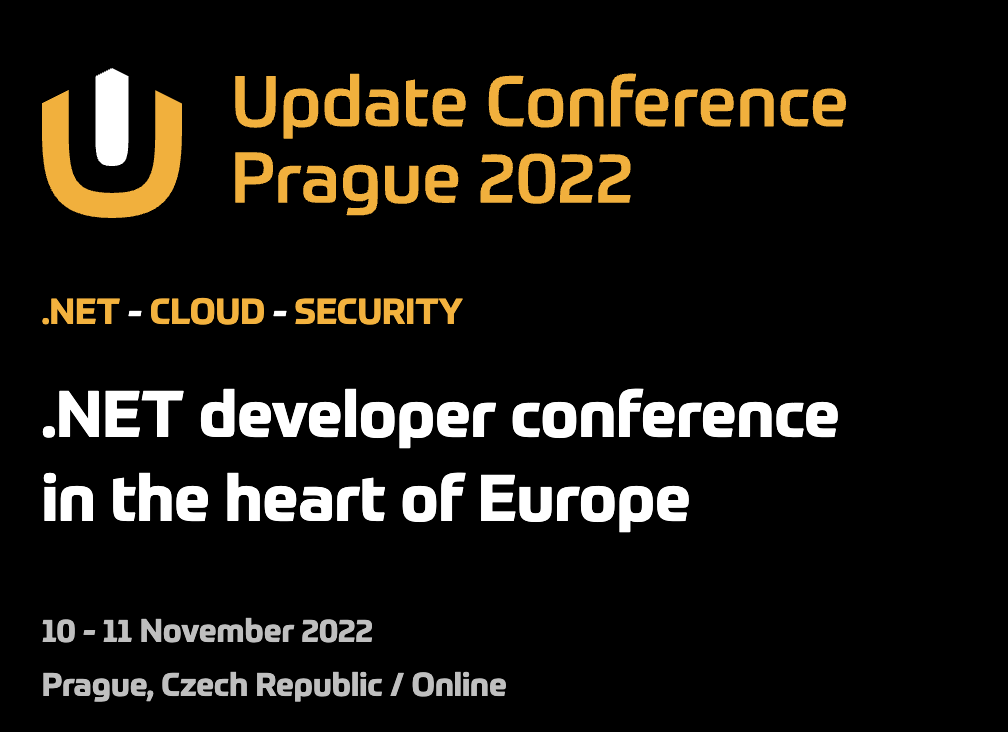 Update Conference
Prague 2022
.NET - CLOUD - SECURITY
.NET developer conference
in the heart of Europe
10 - 11 November 2022
Prague, Czech Republic / Online